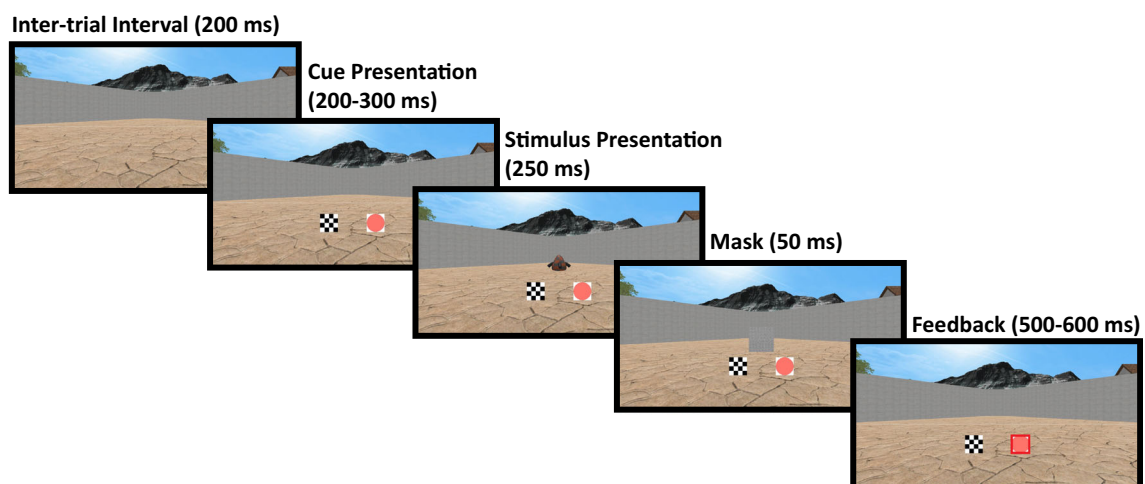 Inter-trial Interval (200 ms)
Cue Presentation
(200-300 ms)
Stimulus Presentation
(250 ms)
Mask (50 ms)
Feedback (500-600 ms)